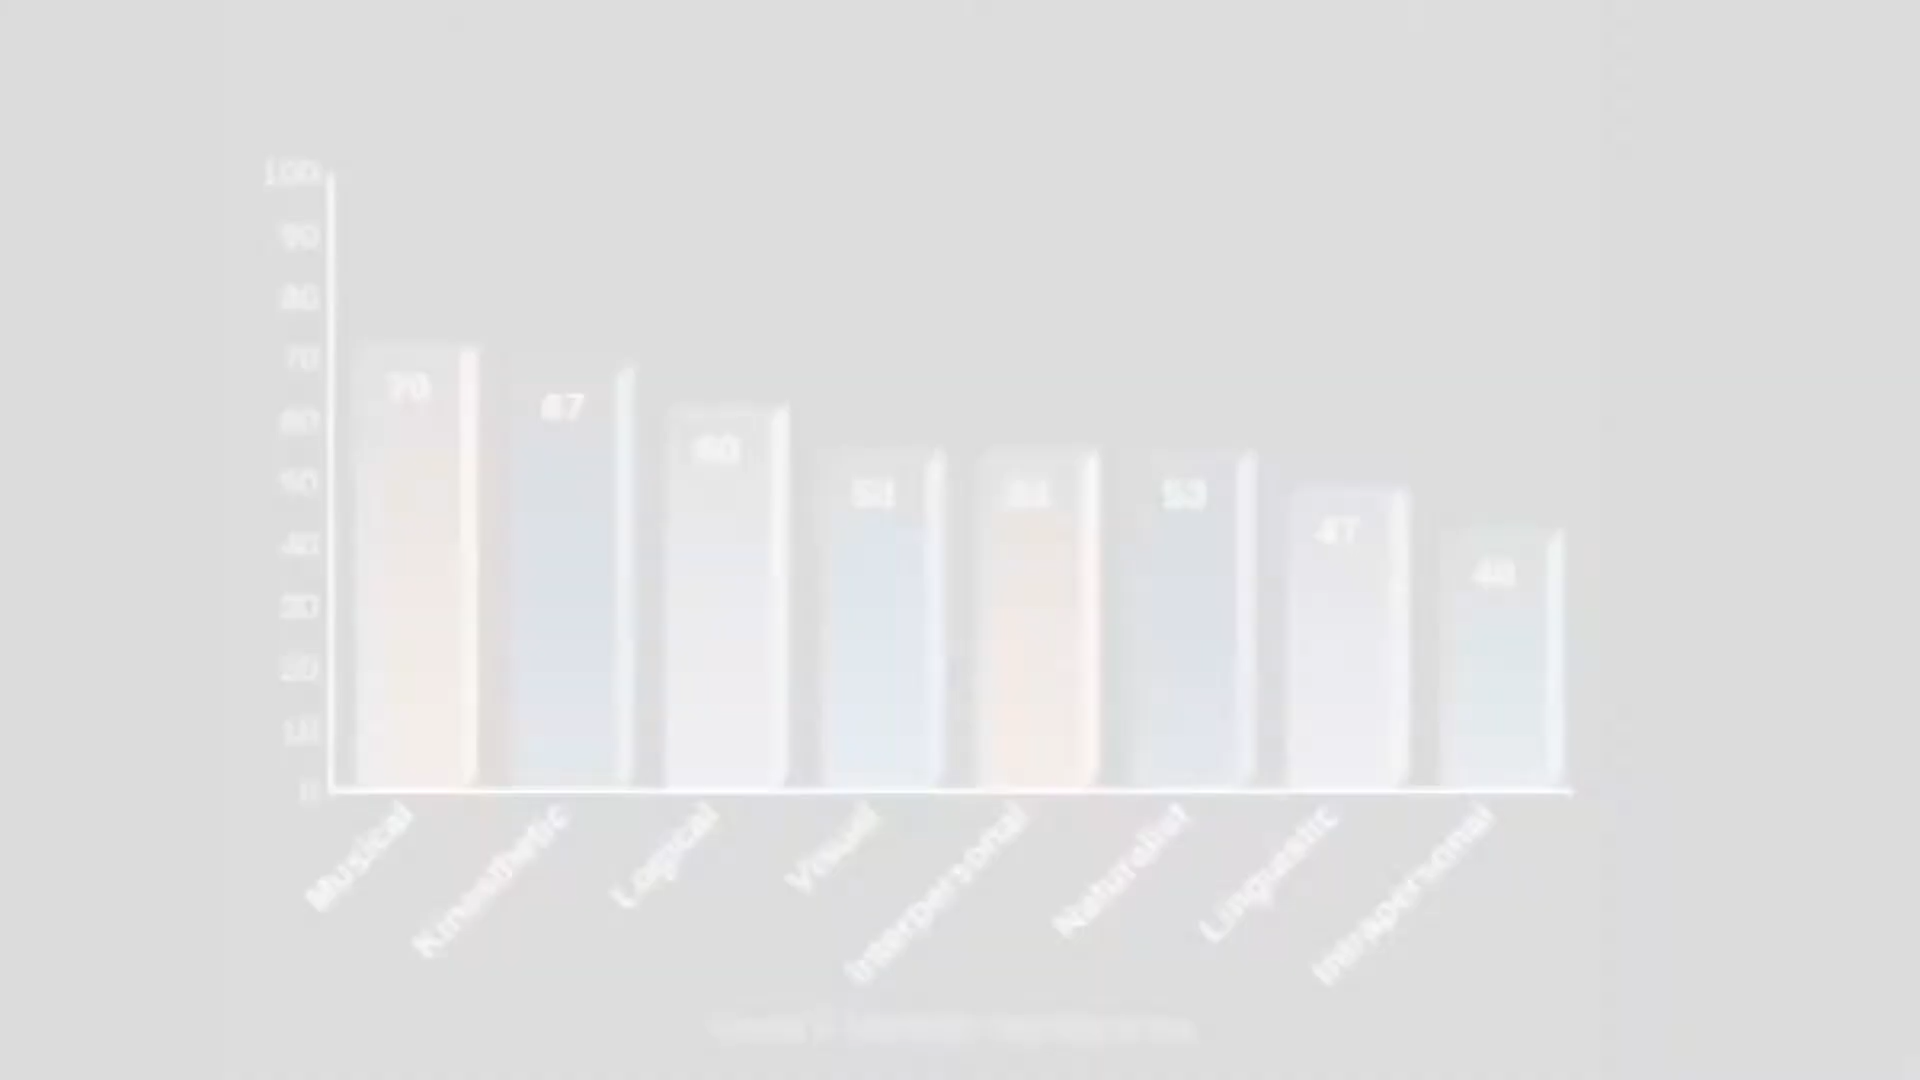 100
90
80
70
60
50
40
30
20
10
0
70
67
60
53
53
53
47
40
Musical
Kinesthetic
Logical
Visual
Interpersonal
Naturalist
Linguistic
Intrapersonal